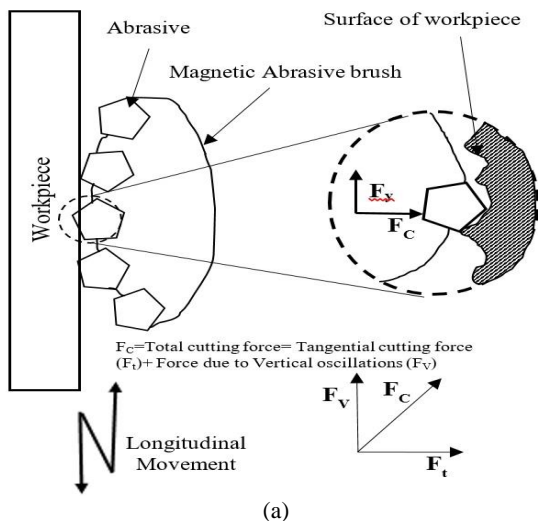 Abrasive
Surface of workpiece
Magnetic Abrasive brush
Workpiece
Fv
FC
FC=Total cutting force= Tangential cutting force
(Ft)+ Force due to Vertical oscillations (FV)
FV
FC
Ft
Longitudinal
Movement
(a)